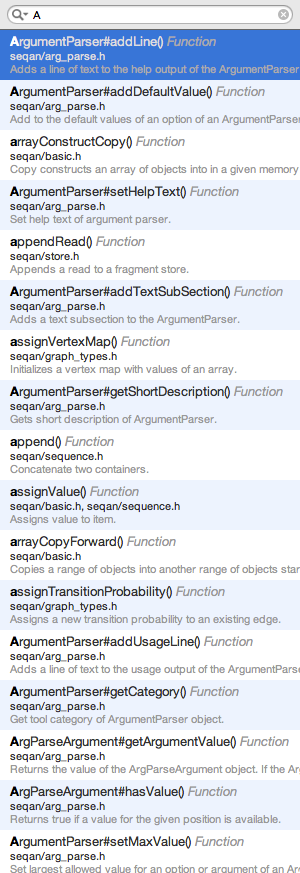 A
ArgumentParser#addLine() Function
seqan/arg_parse.h
Adds a line of text to the help output of the ArgumentParser
ArgumentParser#addDefaultValue() Function
seqan/arg_parse.h
Add to the default values of an option of an ArgumentParser
arrayConstructCopy() Function
seqan/basic.h
Copy constructs an array of objects into in a given memory
ArgumentParser#setHelpText() Function
seqan/arg_parse.h
Set help text of argument parser.
appendRead() Function
seqan/store.h
Appends a read to a fragment store.
ArgumentParser#addTextSubSection() Function
seqan/arg_parse.h
Adds a text subsection to the ArgumentParser.
assignVertexMap() Function
seqan/graph_types.h
Initializes a vertex map with values of an array.
ArgumentParser#getShortDescription() Function
seqan/arg_parse.h
Gets short description of ArgumentParser.
append() Function
seqan/sequence.h
Concatenate two containers.
assignValue() Function
seqan/basic.h, seqan/sequence.h
Assigns value to item.
arrayCopyForward() Function
seqan/basic.h
Copies a range of objects into another range of objects star
assignTransitionProbability() Function
seqan/graph_types.h
Assigns a new transition probability to an existing edge.
ArgumentParser#addUsageLine() Function
seqan/arg_parse.h
Adds a line of text to the usage output of the ArgumentParse
ArgumentParser#getCategory() Function
seqan/arg_parse.h
Get tool category of ArgumentParser object.
ArgParseArgument#getArgumentValue() Function
seqan/arg_parse.h
Returns the value of the ArgParseArgument object. If the Ar
ArgParseArgument#hasValue() Function
seqan/arg_parse.h
Returns true if a value for the given position is available.
ArgumentParser#setMaxValue() Function
seqan/arg_parse.h
Set largest allowed value for an option or argument of an Ar